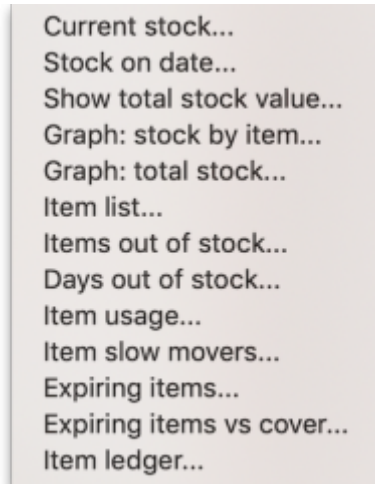 Current stock...
Stock on date...
Show total stock value...
Graph: stock by item...
Graph: total stock...
Item list...
Items out of stock...
Days out of stock...
Item usage...
Item slow movers...
Expiring items...
Expiring items vs cover...
Item ledger...